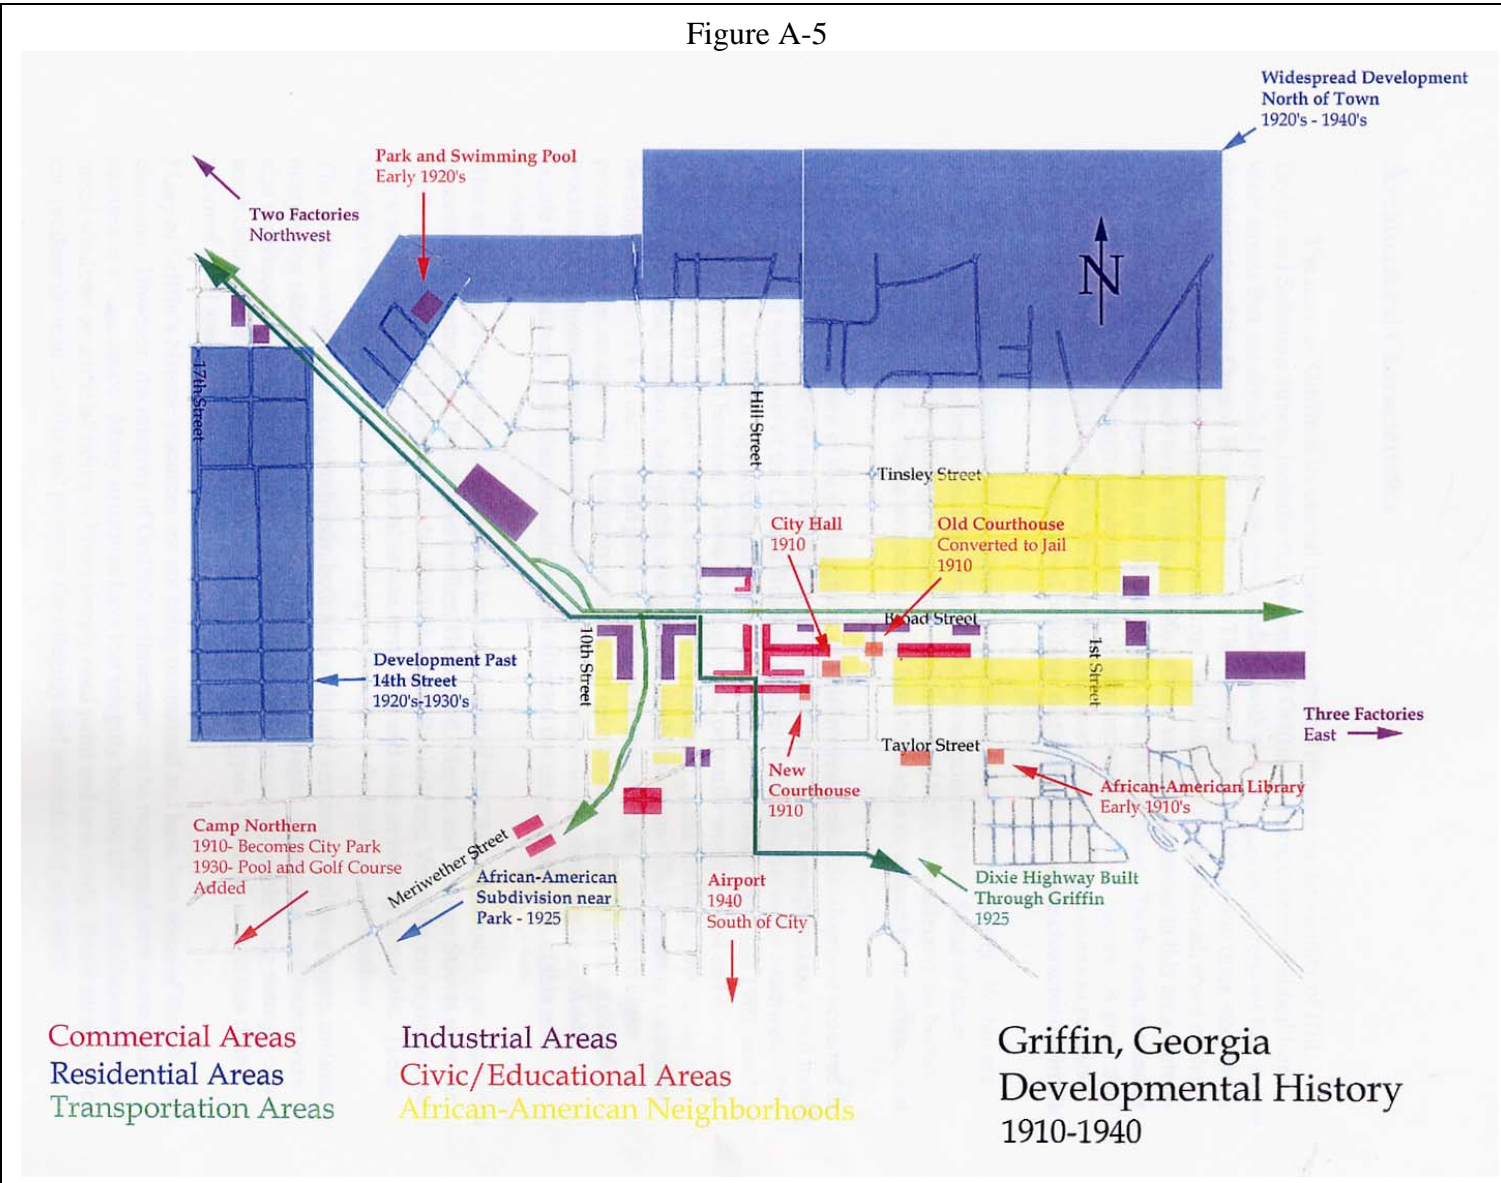 Figure A-5
Widespread Development
North of Town
1920's - 1940's
Park and Swimming Pool
Early 1920's
Two Factories
Northwest
N
17th Street
Hill Street
Tinsley Street
City Hall
1910
Old Courthouse
Converted to Jail
1910
Broad Street
10th Street
1st Street
Development Past
14th Street
1920's-1930's
Three Factories
East
Taylor Street
New
Courthouse
1910
African-American Library
Early 1910's
Camp Northern
1910- Becomes City Park
1930- Pool and Golf Course
Added
Meriwether Street
African-American
Subdivision near
Park - 1925
Airport
1940
South of City
Dixie Highway Built
Through Griffin
1925
Commercial Areas
Residential Areas
Transportation Areas
Industrial Areas
Civic/Educational Areas
African-American Neighborhoods
Griffin, Georgia
Developmental History
1910-1940